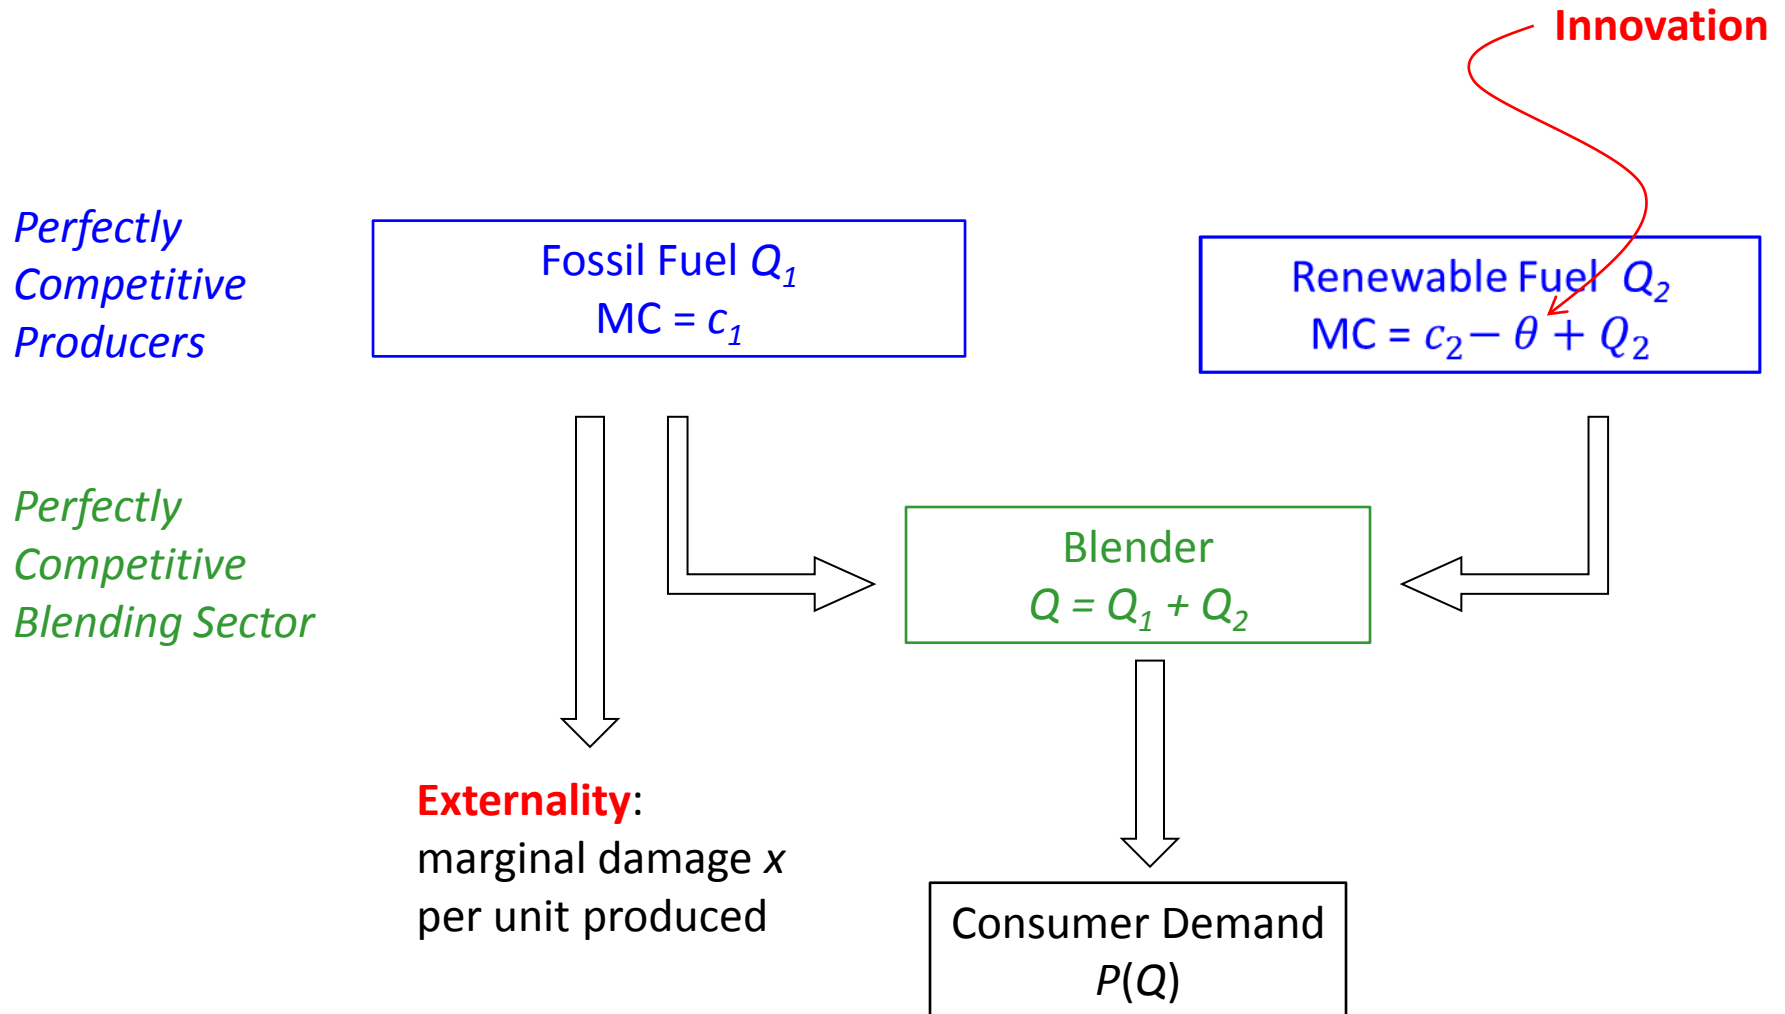 Innovation
Perfectly
Competitive
Producers
Fossil Fuel Q₁
MC = c₁
Renewable Fuel Q₂
MC = c₂ − θ + Q₂
Perfectly
Competitive
Blending Sector
Blender
Q = Q₁ + Q₂
Externality:
marginal damage x
per unit produced
Consumer Demand
P(Q)